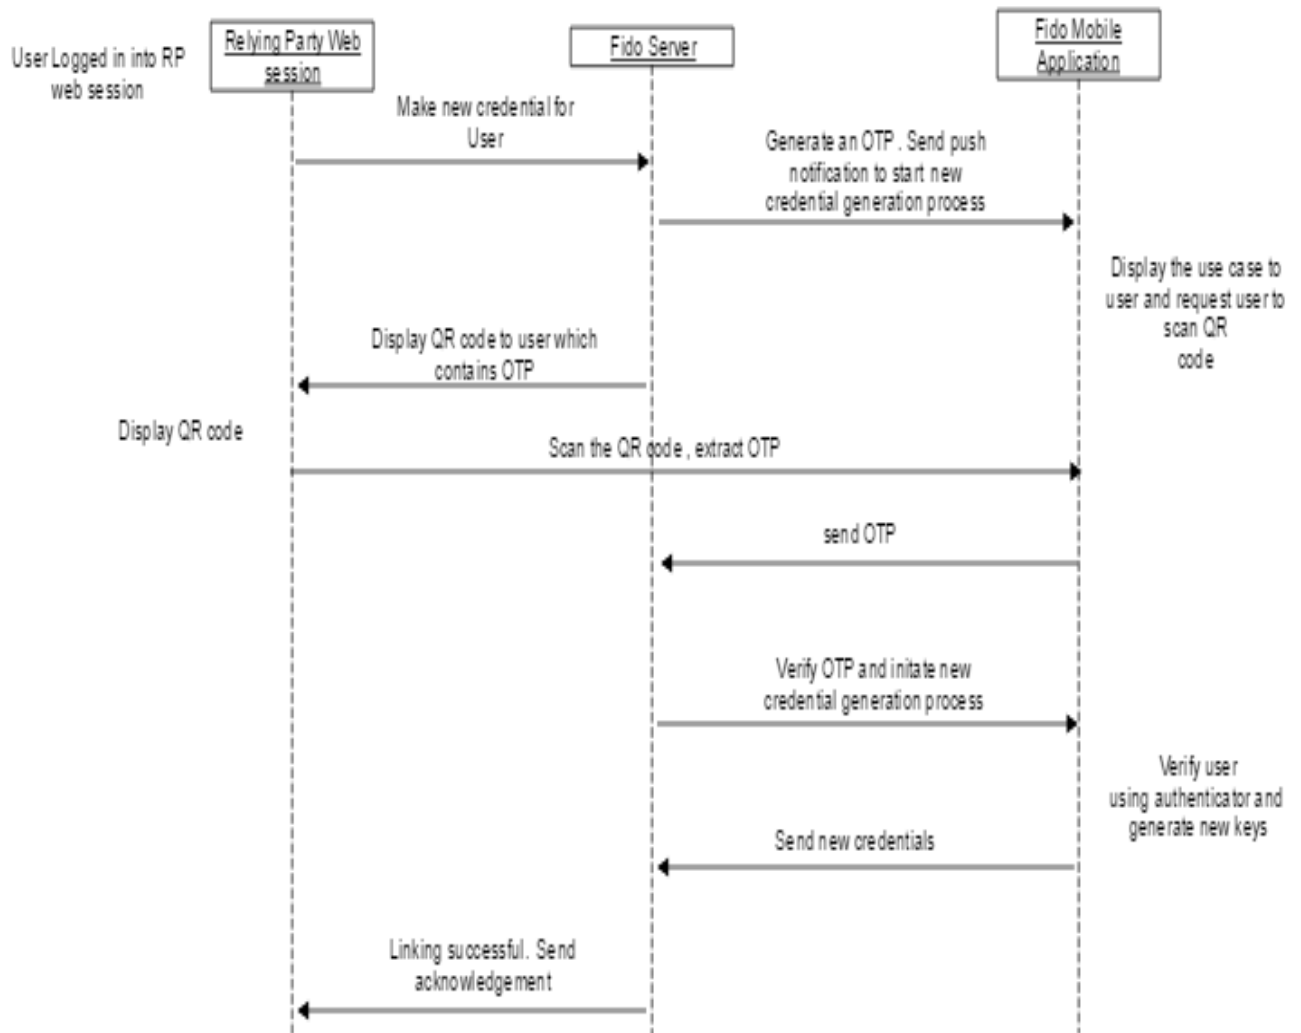 User Logged in into RP
web session
Relying Party Web
session
Fido Server
Fido Mobile
Application
Make new credential for
User
Generate an OTP . Send push
notification to start new
credential generation process
Display the use case to
user and request user to
scan QR
code
Display QR code to user which
contains OTP
Display QR code
Scan the QR code , extract OTP
send OTP
Verify OTP and initate new
credential generation process
Verify user
using authenticator and
generate new keys
Send new credentials
Linking successful. Send
acknowledgement